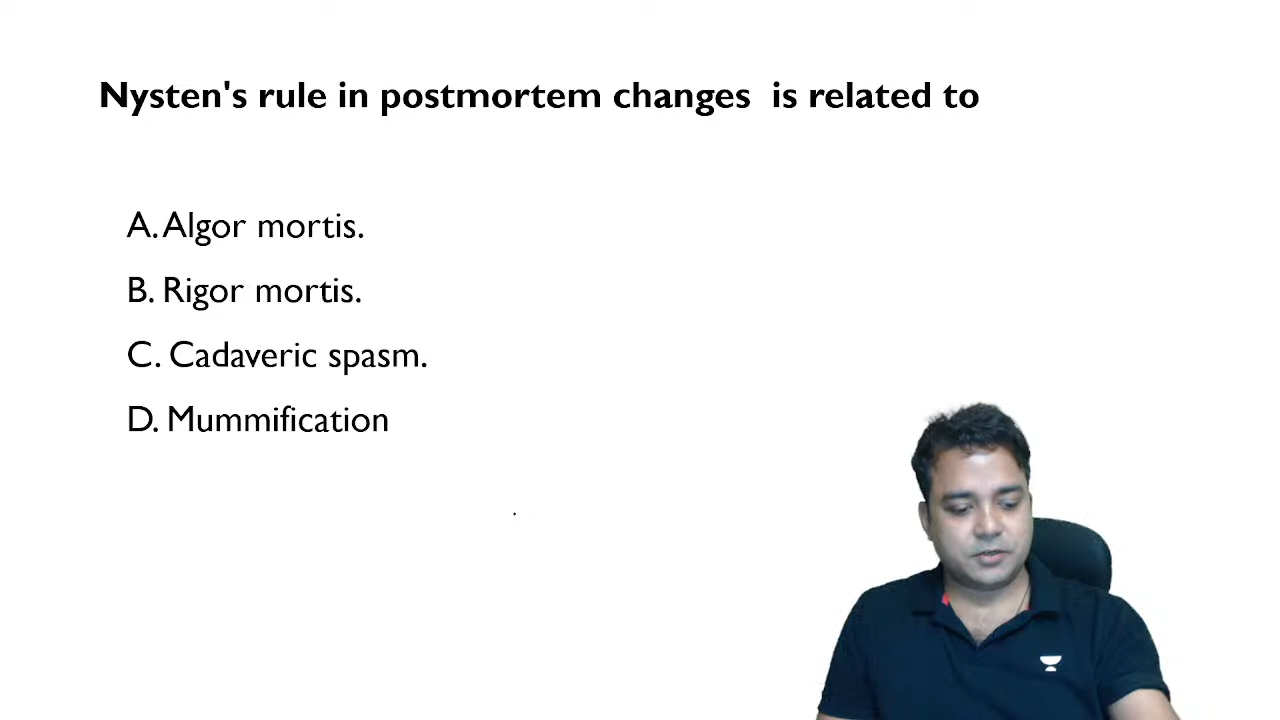 Nysten's rule in postmortem changes is related to
A. Algor mortis.
B. Rigor mortis.
C. Cadaveric spasm.
D. Mummification